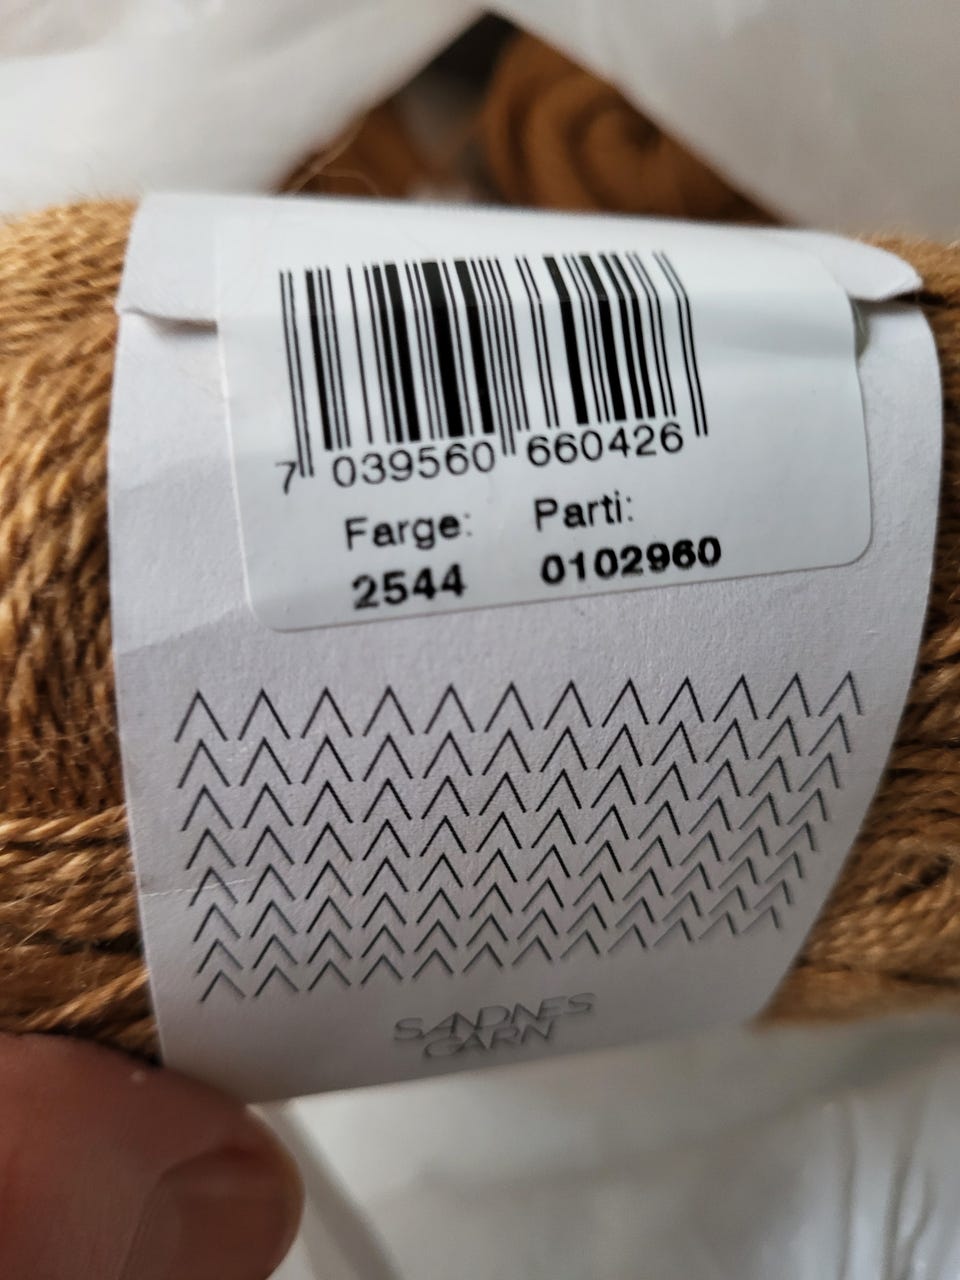 7 039560 660426
Farge: Parti:
2544 0102960
SANDNES
GARN